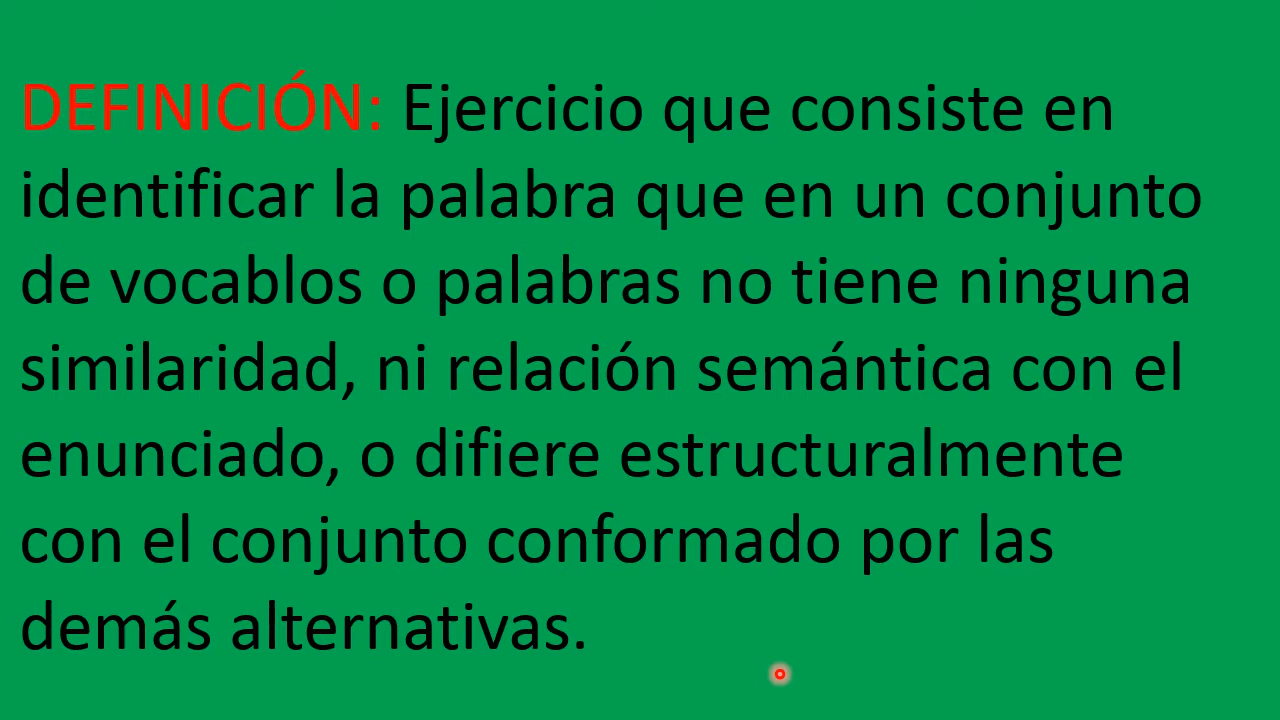 DEFINICIÓN: Ejercicio que consiste en
identificar la palabra que en un conjunto
de vocablos o palabras no tiene ninguna
similaridad, ni relación semántica con el
enunciado, o difiere estructuralmente
con el conjunto conformado por las
demás alternativas.